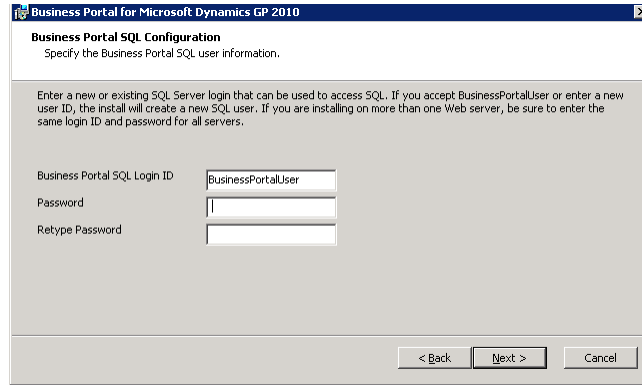 Business Portal for Microsoft Dynamics GP 2010
Business Portal SQL Configuration
Specify the Business Portal SQL user information.
Enter a new or existing SQL Server login that can be used to access SQL. If you accept BusinessPortalUser or enter a new
user ID, the install will create a new SQL user. If you are installing on more than one Web server, be sure to enter the
same login ID and password for all servers.
Business Portal SQL Login ID
BusinessPortalUser
Password
Retype Password
< Back
Next >
Cancel